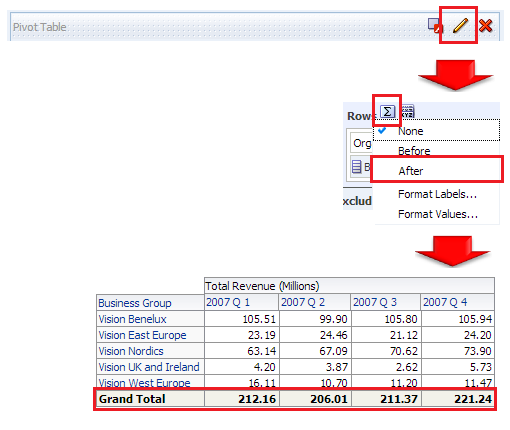 Pivot Table
Rows Σ XYZ
None
Org
Before
B
After
xclud
Format Labels...
Format Values...
Total Revenue (Millions)
Business Group 2007 Q 1 2007 Q 2 2007 Q 3 2007 Q 4
Vision Benelux 105.51 99.90 105.80 105.94
Vision East Europe 23.19 24.46 21.12 24.20
Vision Nordics 63.14 67.09 70.62 73.90
Vision UK and Ireland 4.20 3.87 2.62 5.73
Vision West Europe 16.11 10.70 11.20 11.47
Grand Total 212.16 206.01 211.37 221.24